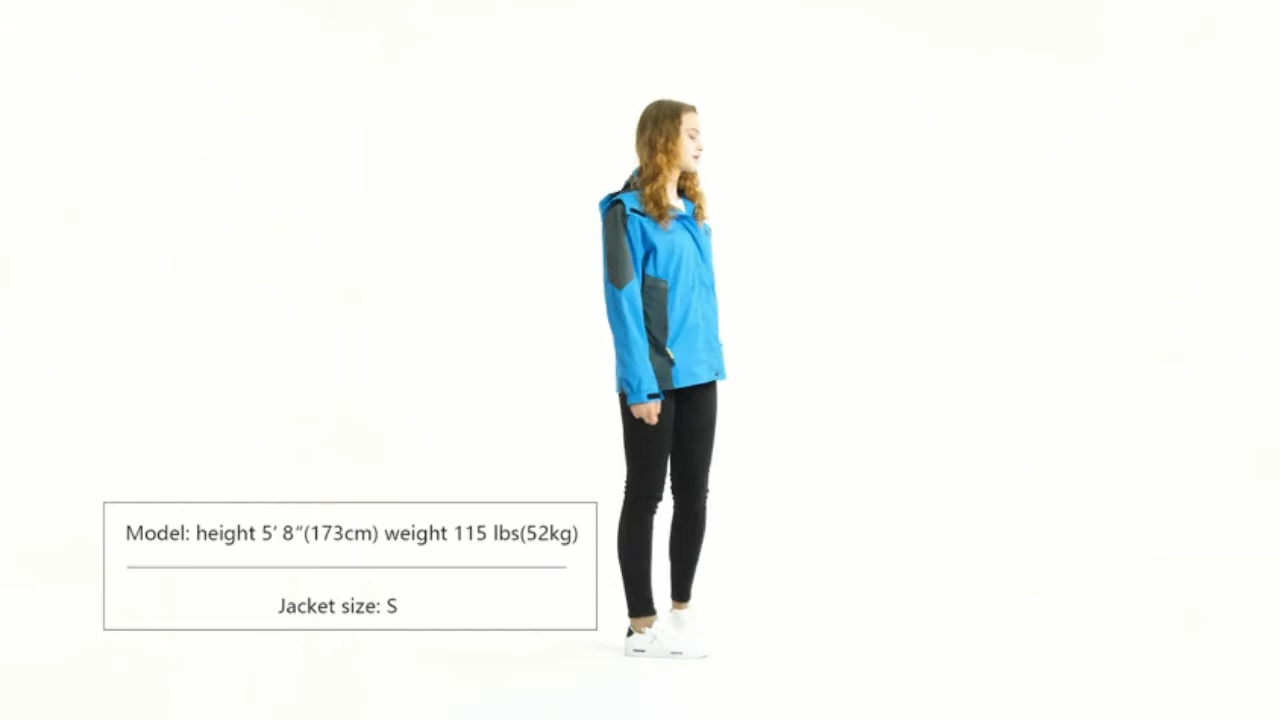 Model: height 5′ 8“(173cm) weight 115 lbs(52kg)
Jacket size: S